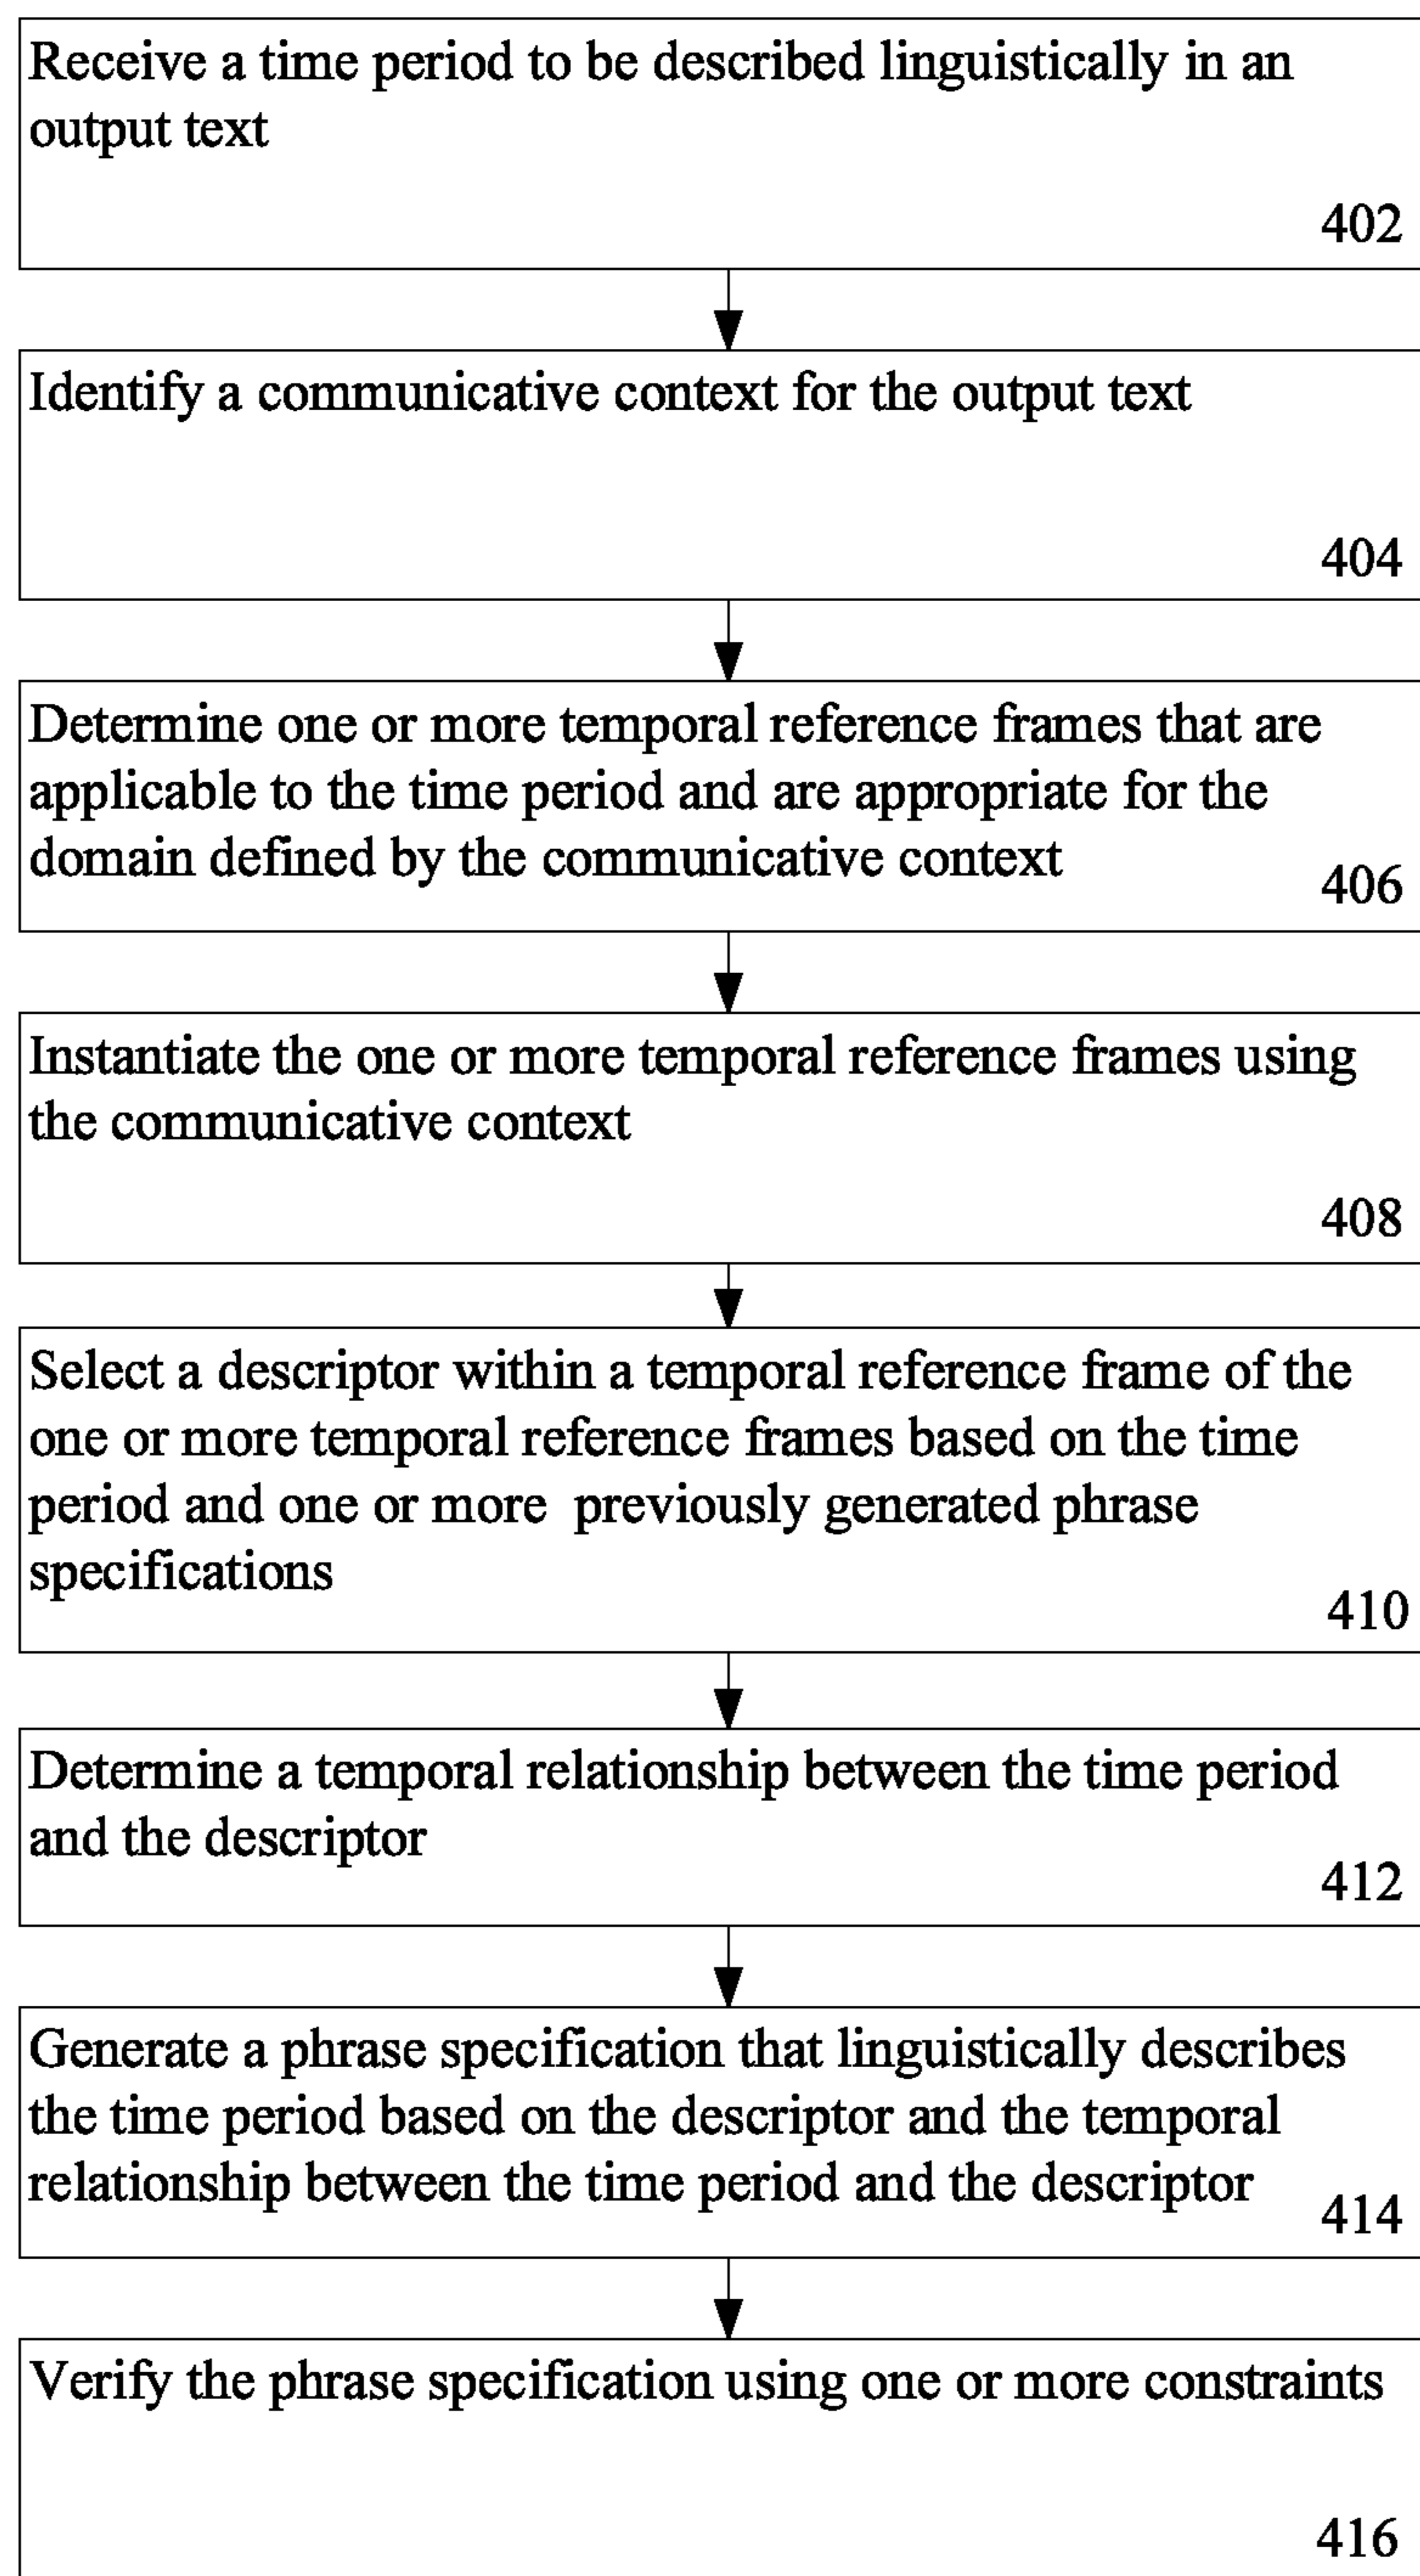 Receive a time period to be described linguistically in an
output text
402
Identify a communicative context for the output text
404
Determine one or more temporal reference frames that are
applicable to the time period and are appropriate for the
domain defined by the communicative context
406
Instantiate the one or more temporal reference frames using
the communicative context
408
Select a descriptor within a temporal reference frame of the
one or more temporal reference frames based on the time
period and one or more previously generated phrase
specifications
410
Determine a temporal relationship between the time period
and the descriptor
412
Generate a phrase specification that linguistically describes
the time period based on the descriptor and the temporal
relationship between the time period and the descriptor
414
Verify the phrase specification using one or more constraints
416